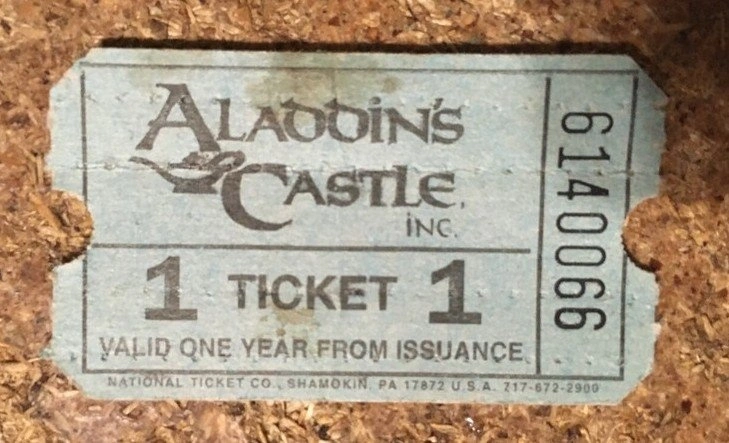 ALADDIN'S
CASTLE,
INC.
1 TICKET 1
VALID ONE YEAR FROM ISSUANCE
NATIONAL TICKET CO., SHAMOKIN, PA 17872 U.S.A. 717-672-2900
6140066